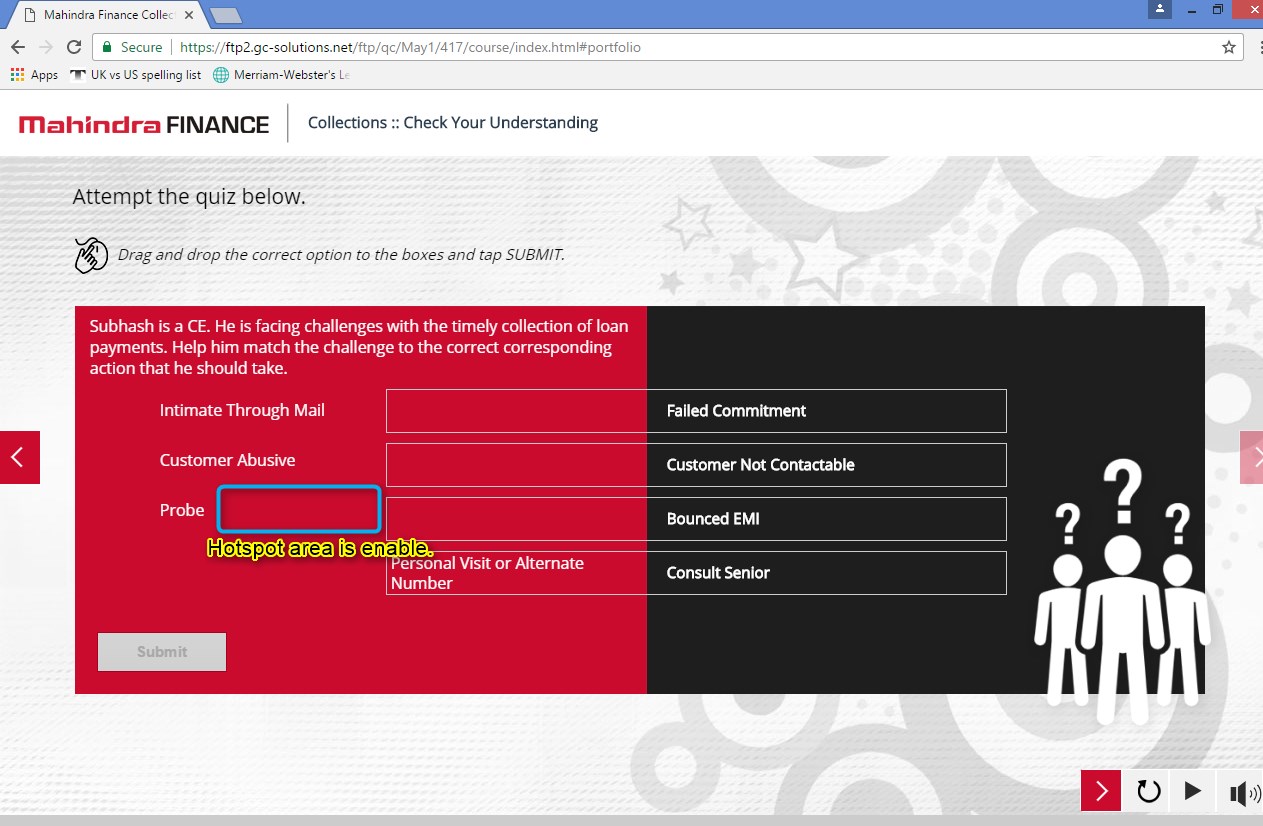 Mahindra Finance Collec
Secure https://ftp2.gc-solutions.net/ftp/qc/May1/417/course/index.html#portfolio
Apps UK vs US spelling list Merriam-Webster's Le
Mahindra FINANCE Collections :: Check Your Understanding
Attempt the quiz below.
Drag and drop the correct option to the boxes and tap SUBMIT.
Subhash is a CE. He is facing challenges with the timely collection of loan
payments. Help him match the challenge to the correct corresponding
action that he should take.
Intimate Through Mail Failed Commitment
Customer Abusive Customer Not Contactable
Probe Bounced EMI
Hotspot area is enable.
Personal Visit or Alternate
Number
Consult Senior
Submit
? ? ?